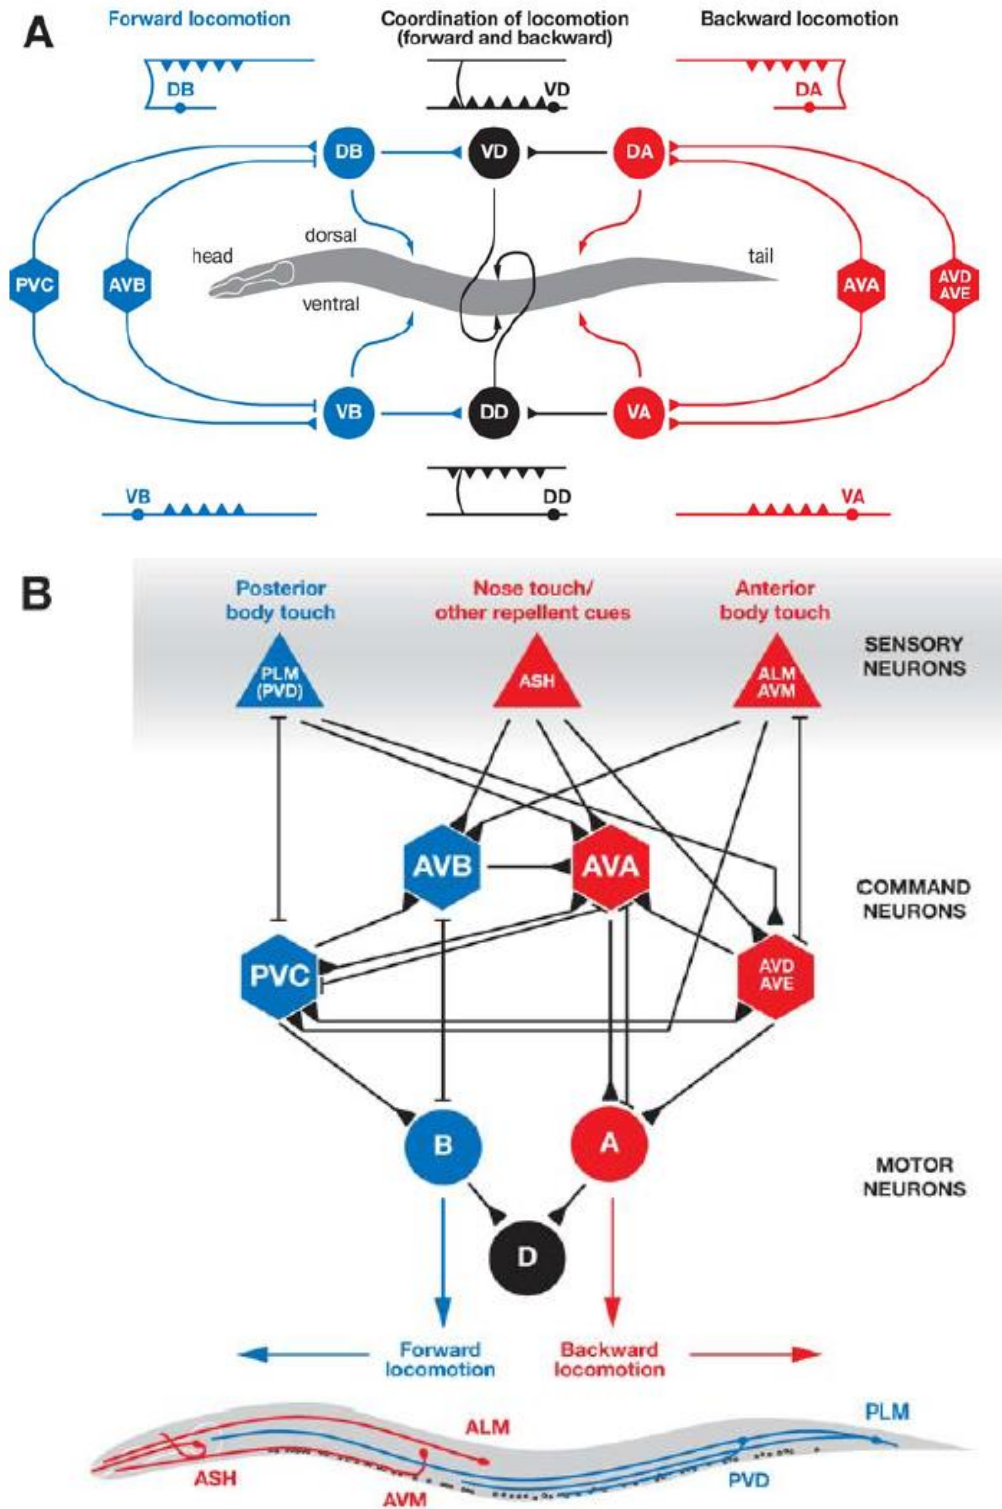 A
Forward locomotion
Coordination of locomotion
(forward and backward)
Backward locomotion
DB
VD
DA
DB
VD
DA
head
dorsal
tail
PVC
AVB
AVA
AVD
AVE
ventral
VB
DD
VA
VB
DD
VA
B
Posterior
body touch
Nose touch/
other repellent cues
Anterior
body touch
SENSORY
NEURONS
PLM
(PVD)
ASH
ALM
AVM
AVB
AVA
COMMAND
NEURONS
PVC
AVD
AVE
B
A
MOTOR
NEURONS
D
Forward
locomotion
Backward
locomotion
ALM
PLM
ASH
AVM
PVD